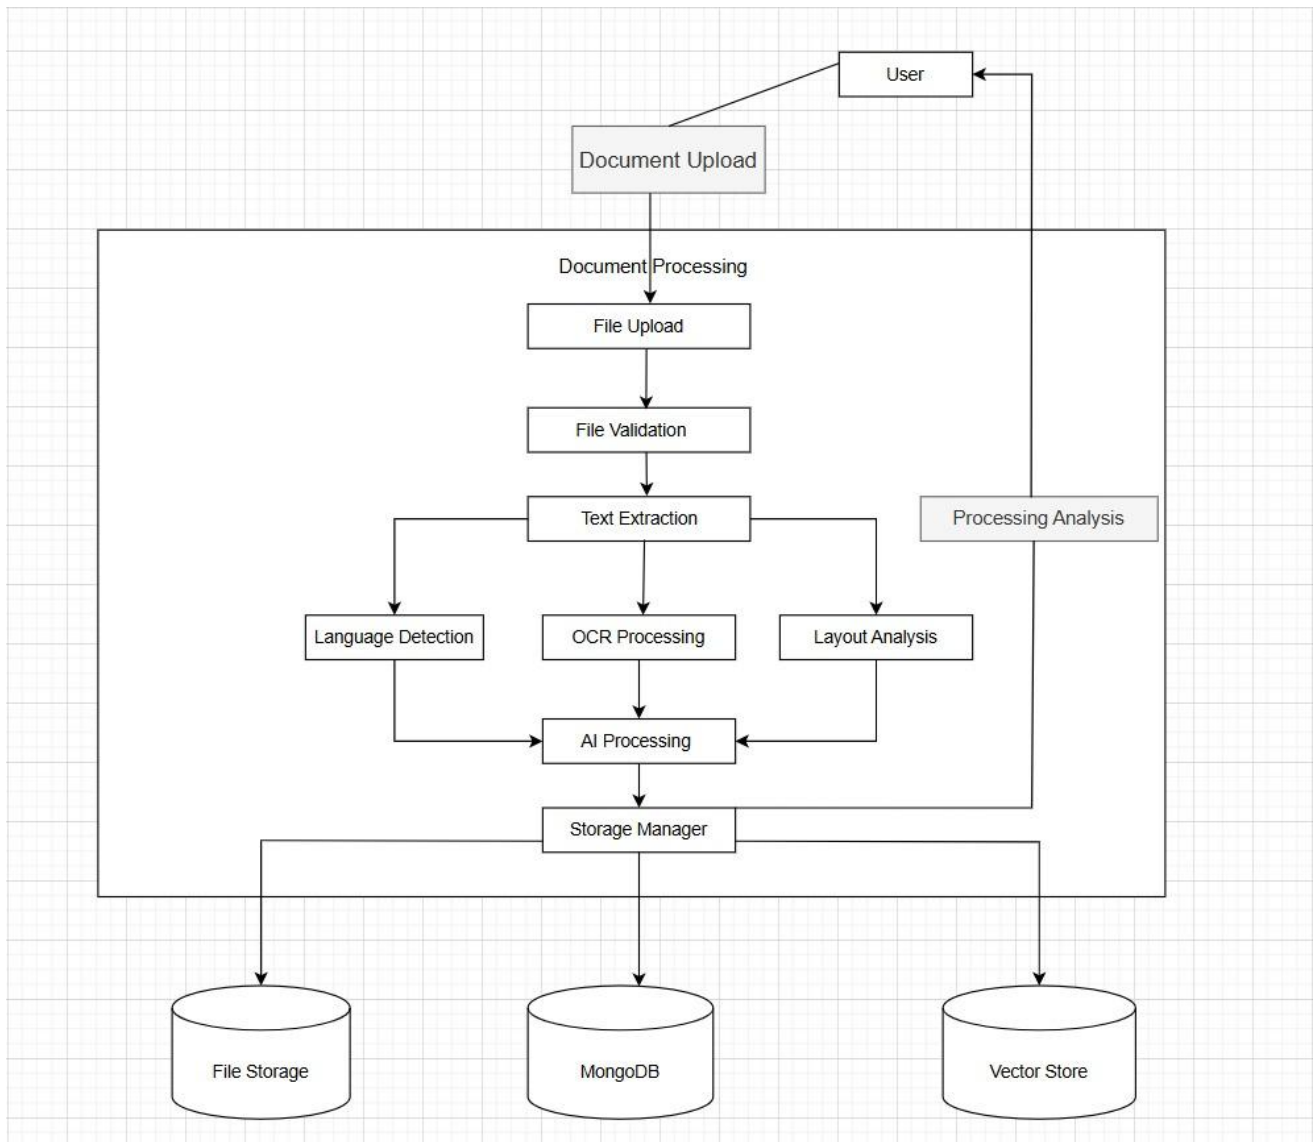 User
Document Upload
Document Processing
File Upload
File Validation
Text Extraction
Processing Analysis
Language Detection
OCR Processing
Layout Analysis
AI Processing
Storage Manager
File Storage
MongoDB
Vector Store